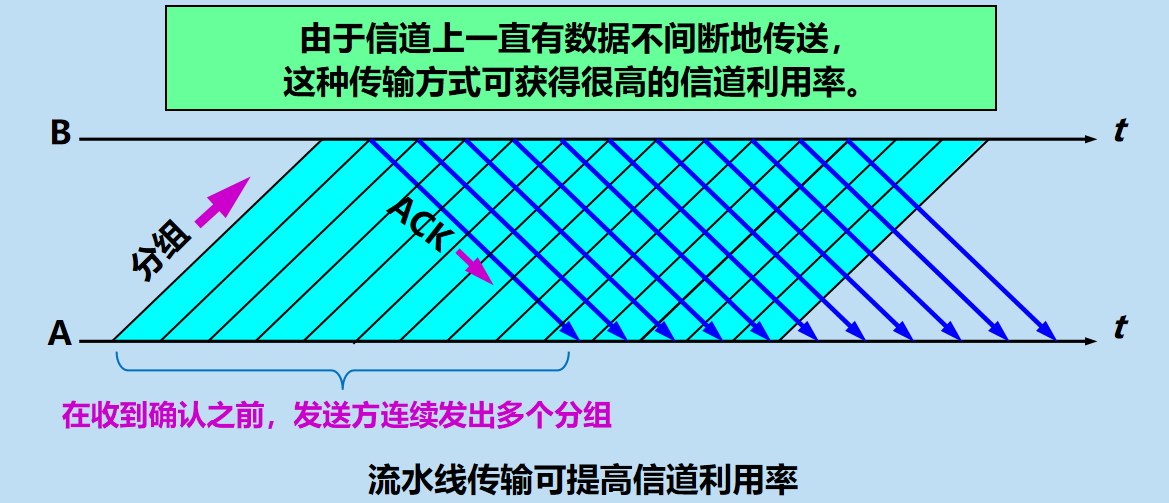 由于信道上一直有数据不间断地传送，
这种传输方式可获得很高的信道利用率。
B
t
分组
ACK
A
t
在收到确认之前，发送方连续发出多个分组
流水线传输可提高信道利用率